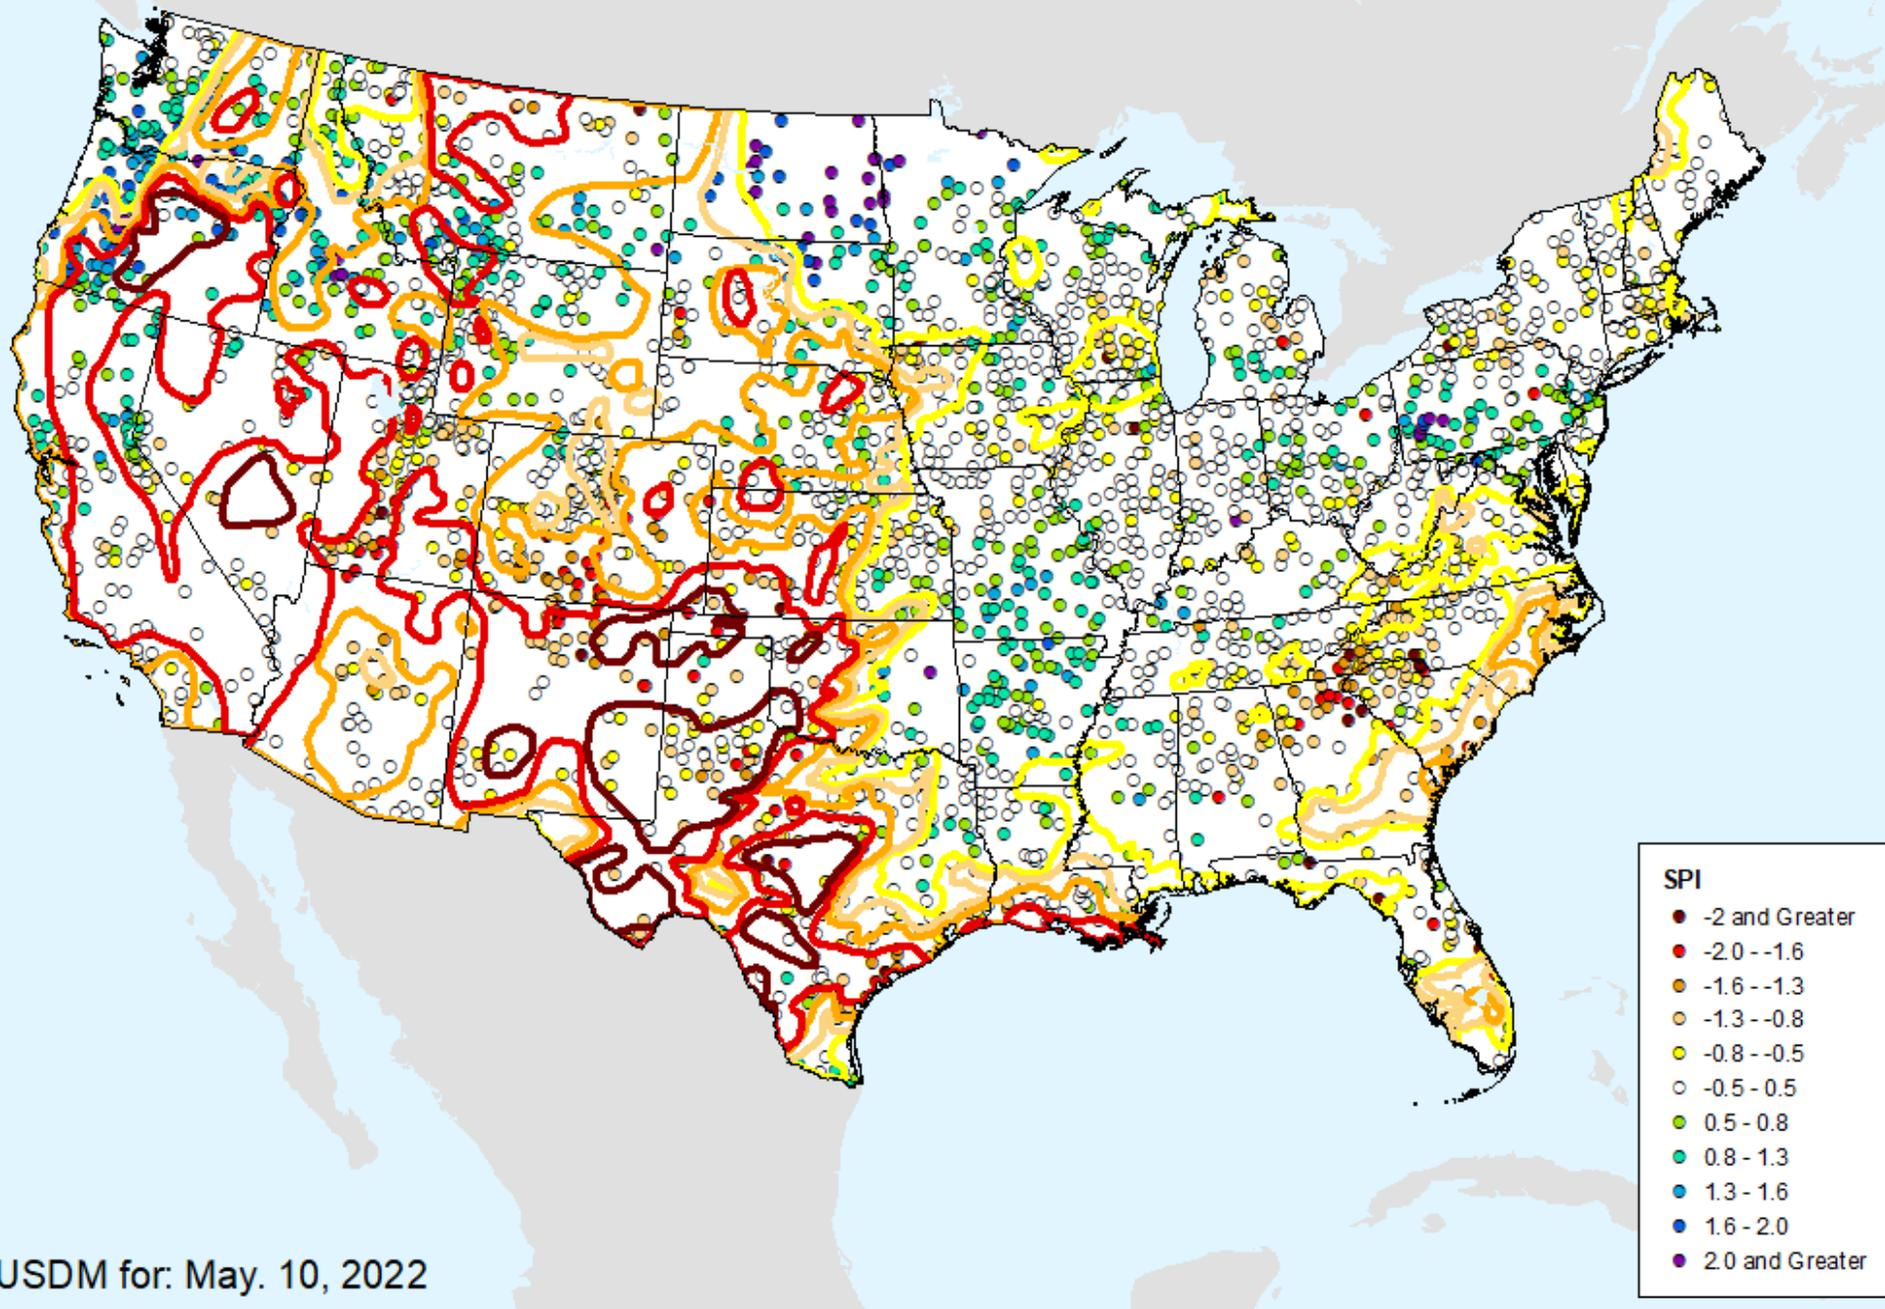 SPI
-2 and Greater
-2.0 - -1.6
-1.6 - -1.3
-1.3 - -0.8
-0.8 - -0.5
-0.5 - 0.5
0.5 - 0.8
0.8 - 1.3
1.3 - 1.6
1.6 - 2.0
2.0 and Greater
USDM for: May. 10, 2022